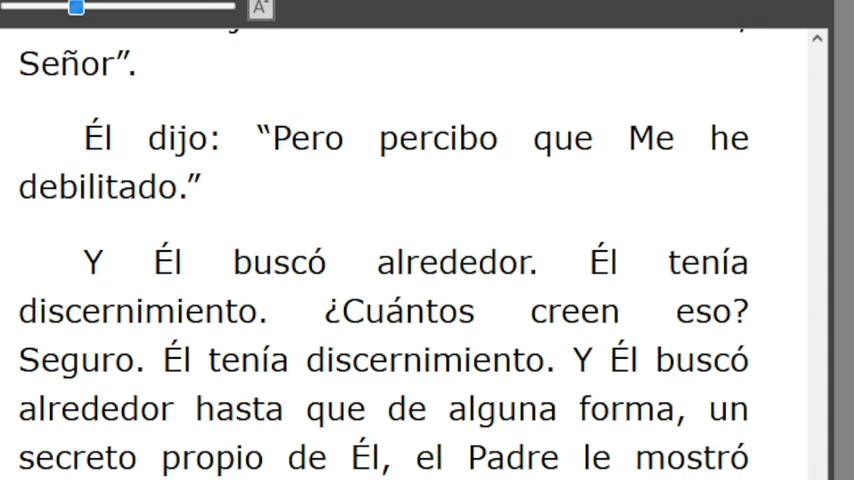 A
Señor”.
Él dijo: “Pero percibo que Me he
debilitado.”
Y Él buscó alrededor. Él tenía
discernimiento. ¿Cuántos creen eso?
Seguro. Él tenía discernimiento. Y Él buscó
alrededor hasta que de alguna forma, un
secreto propio de Él, el Padre le mostró